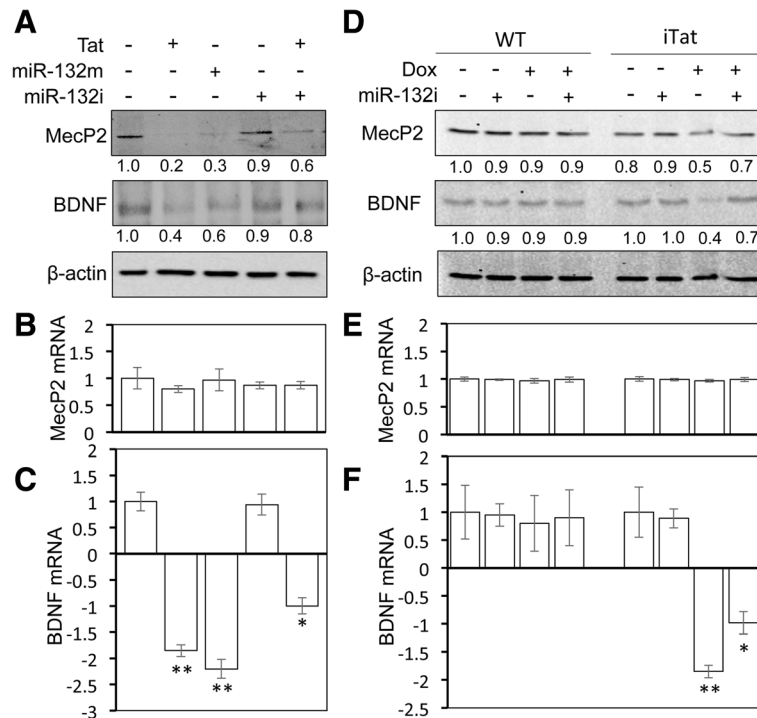 A
Tat - + - - +
miR-132m - - + - -
miR-132i - - - + +
MecP2
1.0 0.2 0.3 0.9 0.6
BDNF
1.0 0.4 0.6 0.9 0.8
β-actin
B
MecP2 mRNA
2
1.5
1
0.5
0
C
BDNF mRNA
2
1.5
1
0.5
0
-0.5
-1
-1.5
-2
-2.5
-3
** ** *
D
WT iTat
Dox - - + + - - + +
miR-132i - + - + - + - +
MecP2
1.0 0.9 0.9 0.9 0.8 0.9 0.5 0.7
BDNF
1.0 0.9 0.9 0.9 1.0 1.0 0.4 0.7
β-actin
E
MecP2 mRNA
2
1.5
1
0.5
0
F
BDNF mRNA
2
1.5
1
0.5
0
-0.5
-1
-1.5
-2
-2.5
** *